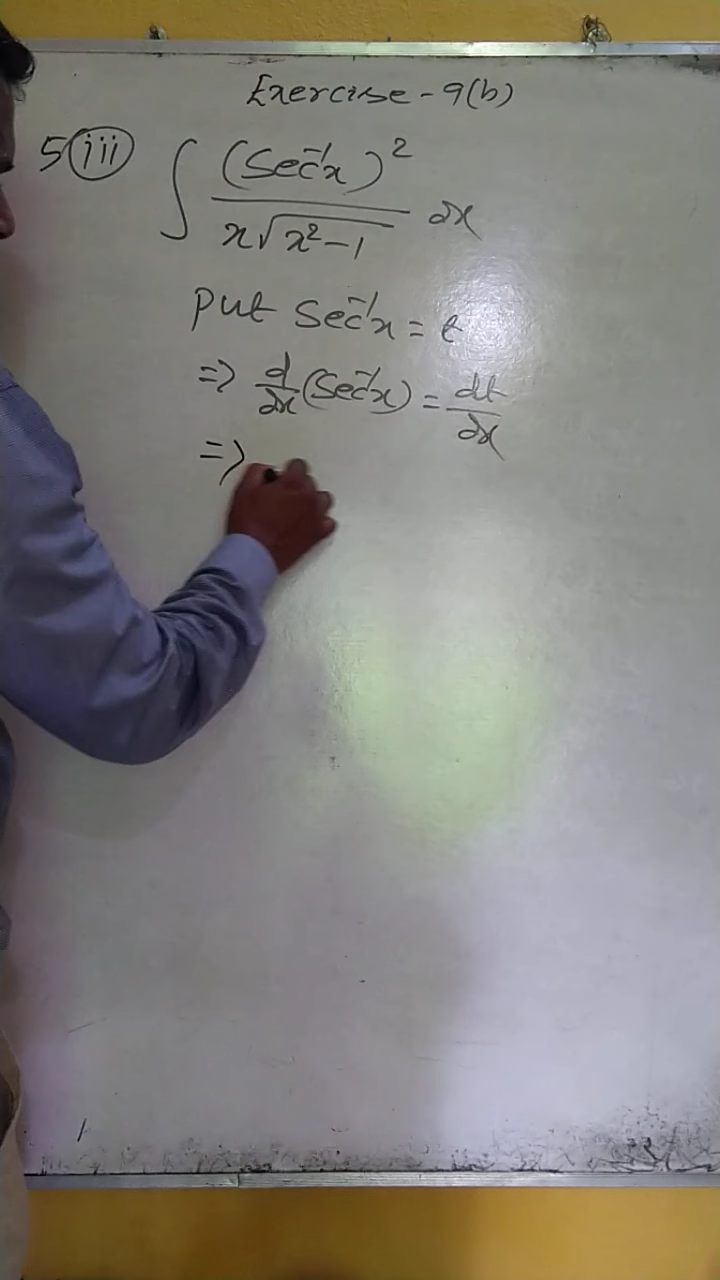 Exercise - 9(b)
5 (iii) ∫ (Sec⁻¹x)² / x√(x²-1) dx
put Sec⁻¹x = t
=> d/dx (Sec⁻¹x) = dt/dx
=>